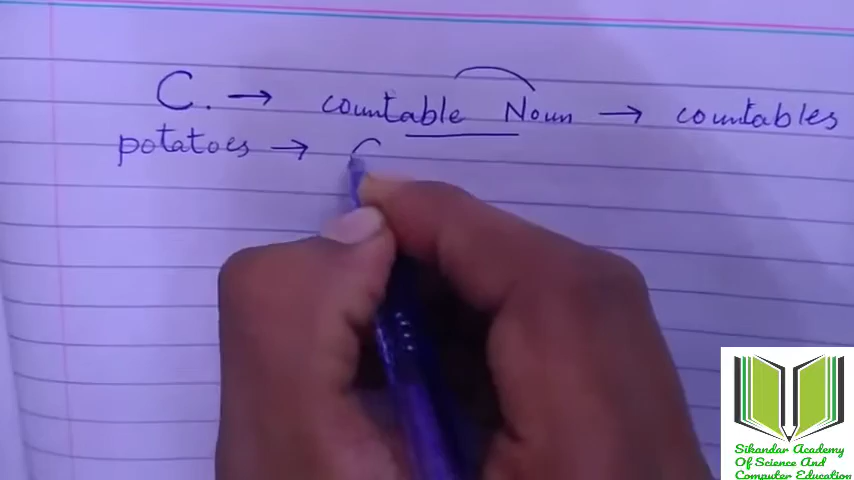 C. → countable Noun → countables
potatoes → C
Sikandar Academy
Of Science And
Computer Education